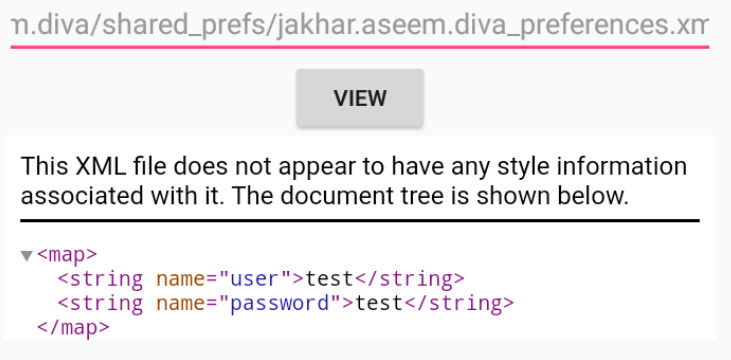 m.diva/shared_prefs/jakhar.aseem.diva_preferences.xm
VIEW
This XML file does not appear to have any style information
associated with it. The document tree is shown below.
▼<map>
<string name="user">test</string>
<string name="password">test</string>
</map>